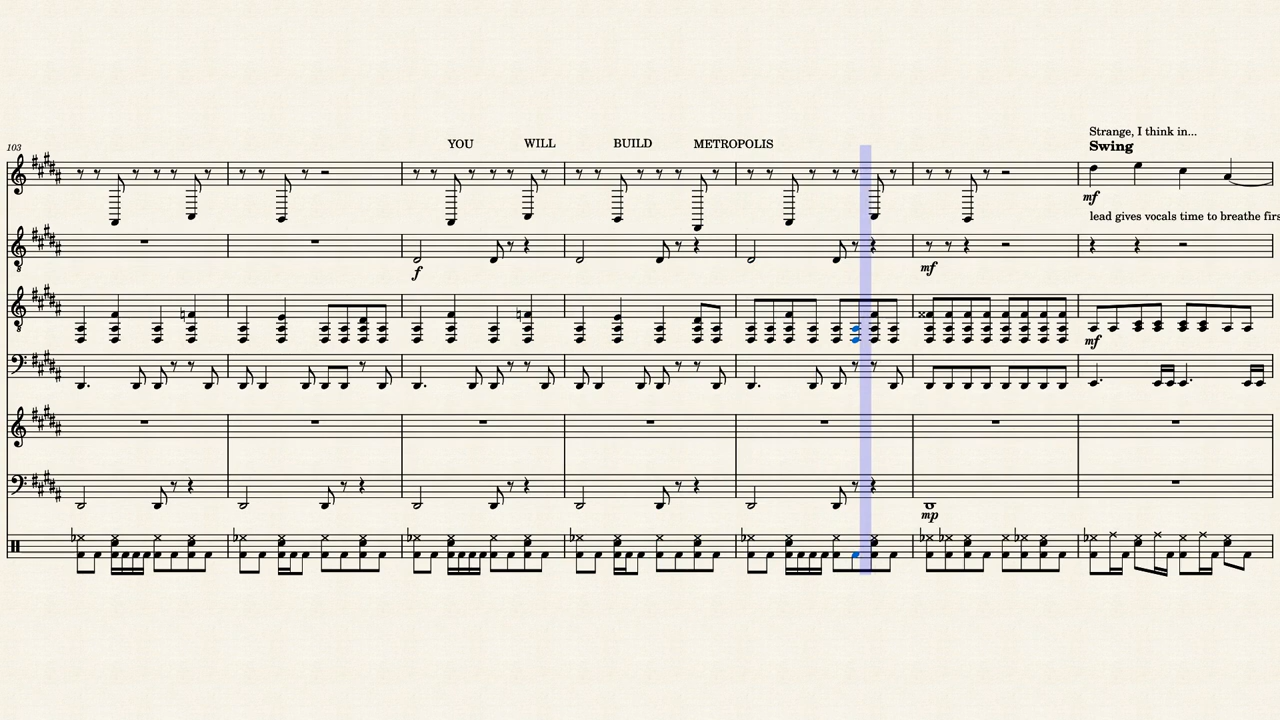 Strange, I think in...
103 YOU WILL BUILD METROPOLIS Swing
mf
lead gives vocals time to breathe firs
f mf
mf
mp